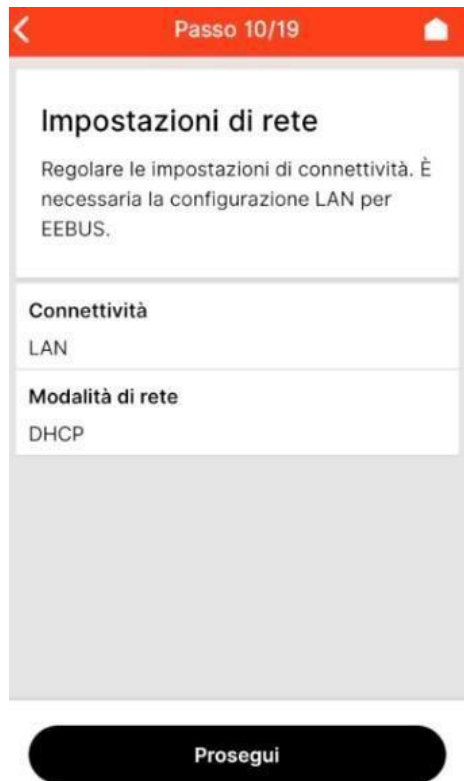 Passo 10/19
Impostazioni di rete
Regolare le impostazioni di connettività. È
necessaria la configurazione LAN per
EEBUS.
Connettività
LAN
Modalità di rete
DHCP
Prosegui